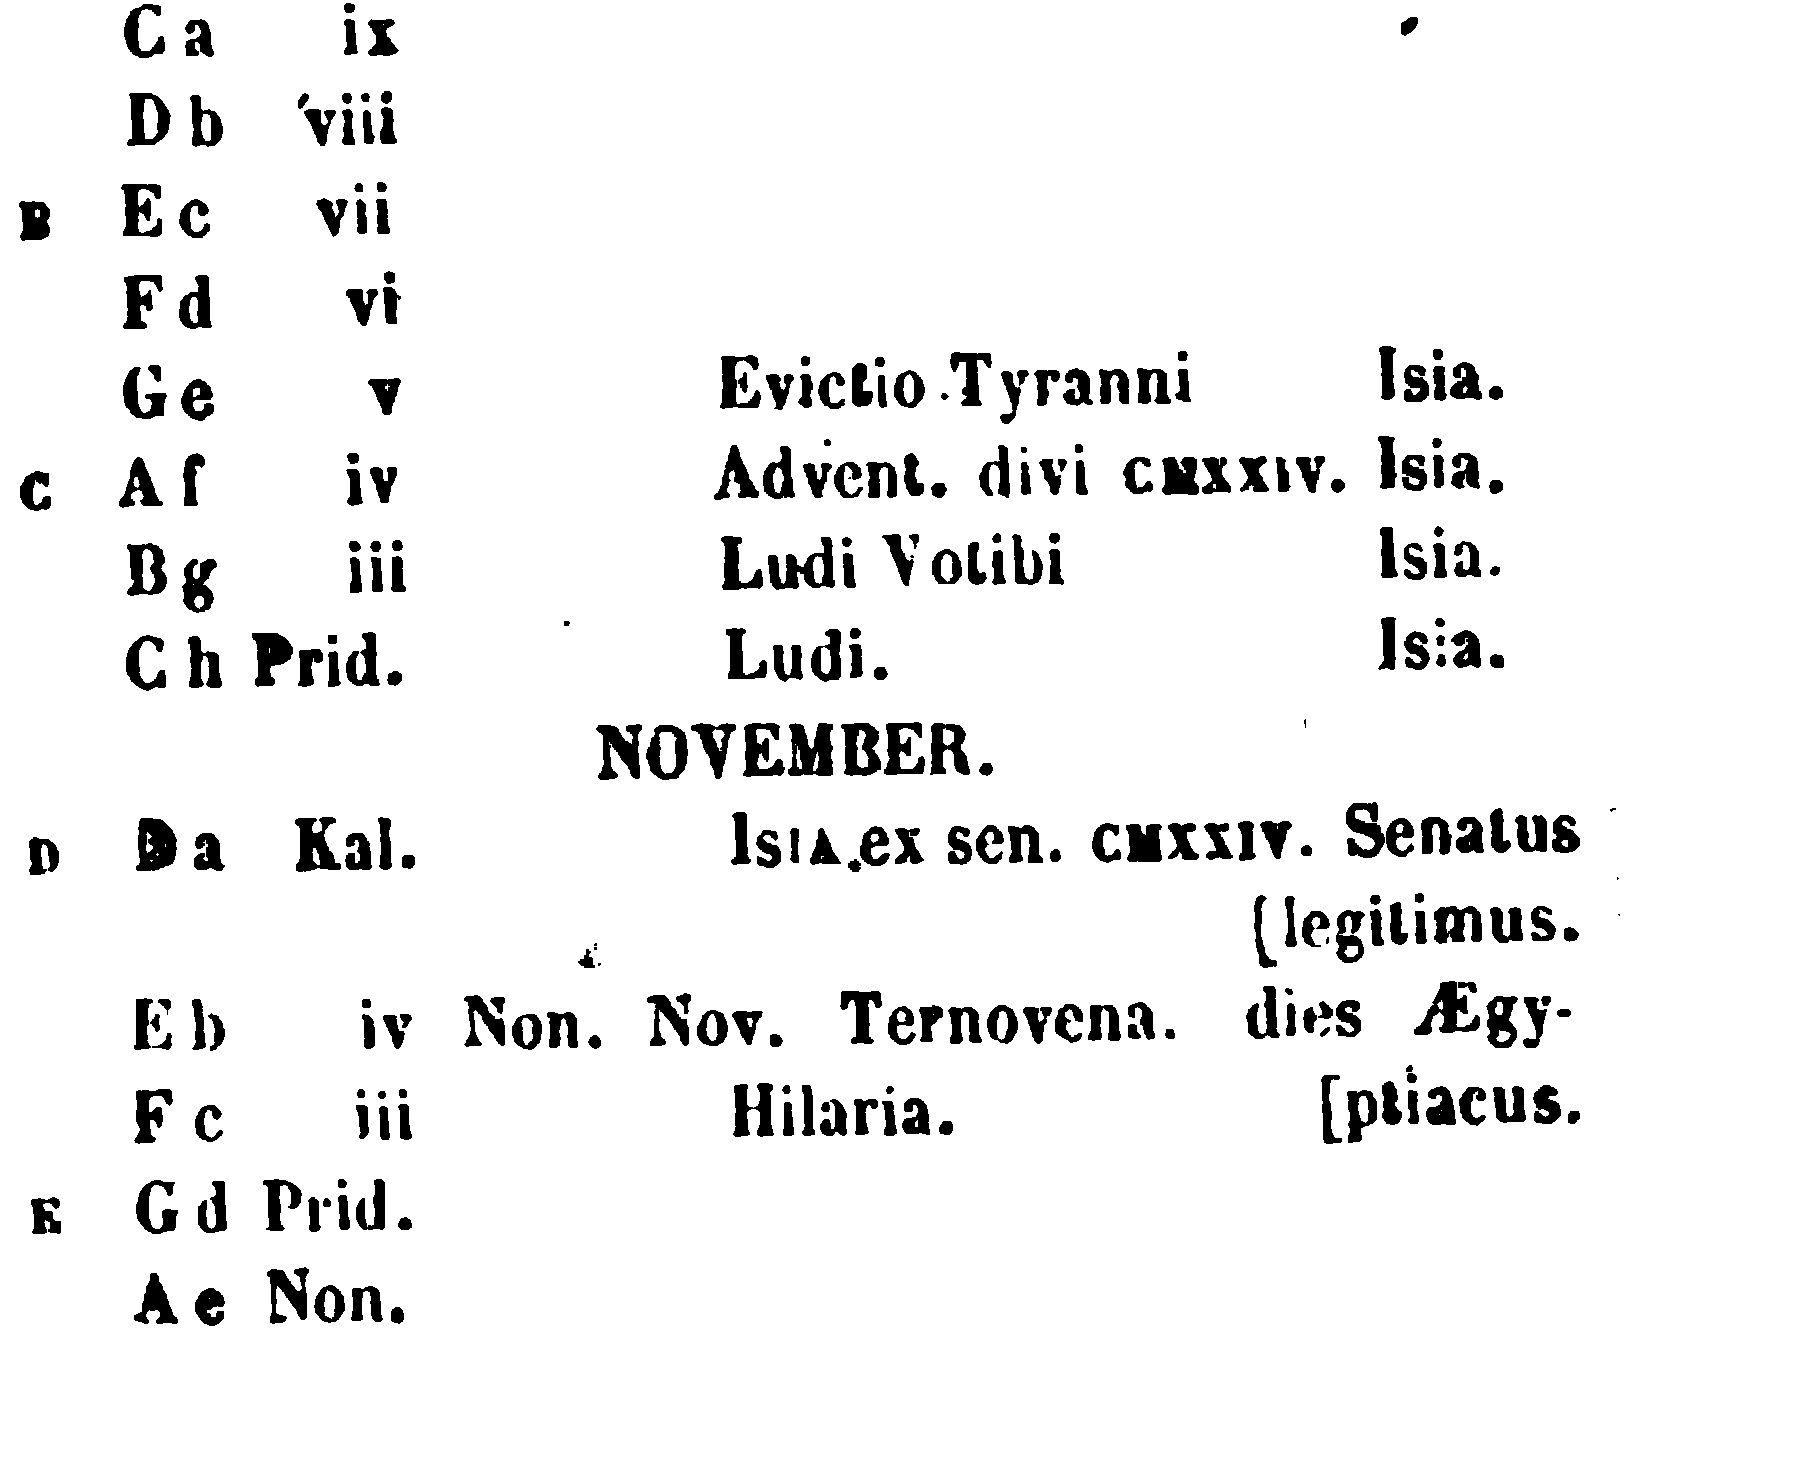 C a ix
D b viii
B E c vii
F d vi
G e v Evictio Tyranni Isia.
C A f iv Advent. divi CMXXIV. Isia.
B g iii Ludi Votibi Isia.
C h Prid. Ludi. Isia.
NOVEMBER.
D D a Kal. IsIA.ex sen. CMXXIV. Senatus
(legitimus.
E b iv Non. Nov. Ternovena. dies Ægy-
F c iii Hilaria. [ptiacus.
E G d Prid.
A e Non.